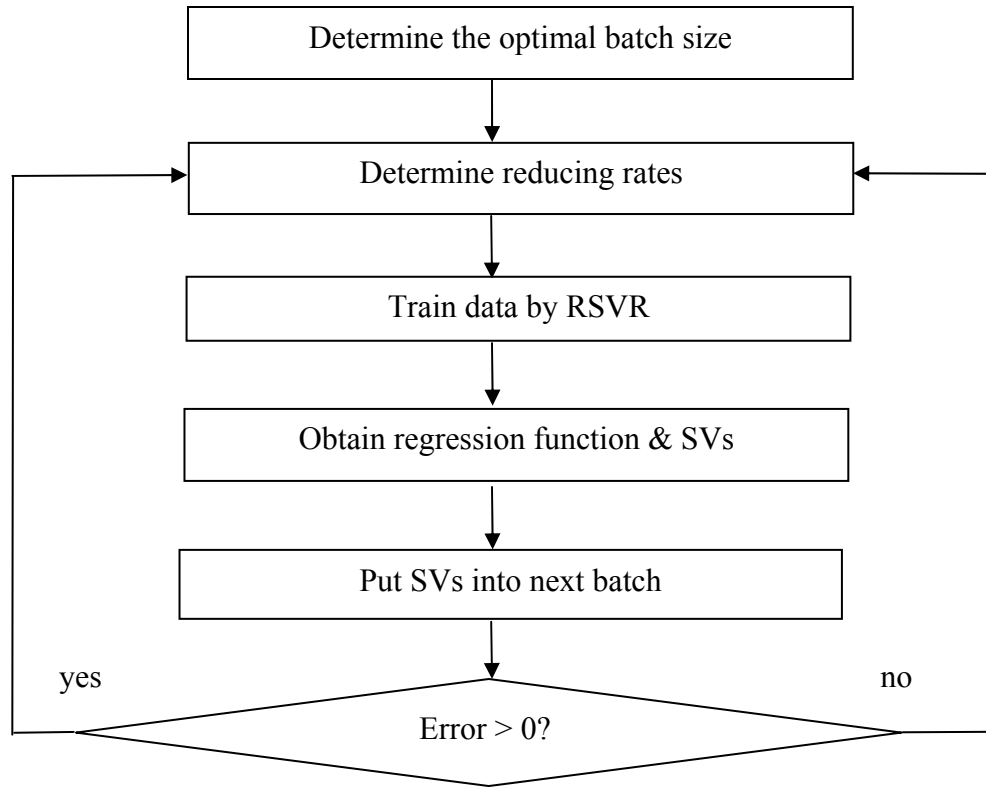 Determine the optimal batch size
Determine reducing rates
Train data by RSVR
Obtain regression function & SVs
Put SVs into next batch
yes
no
Error > 0?